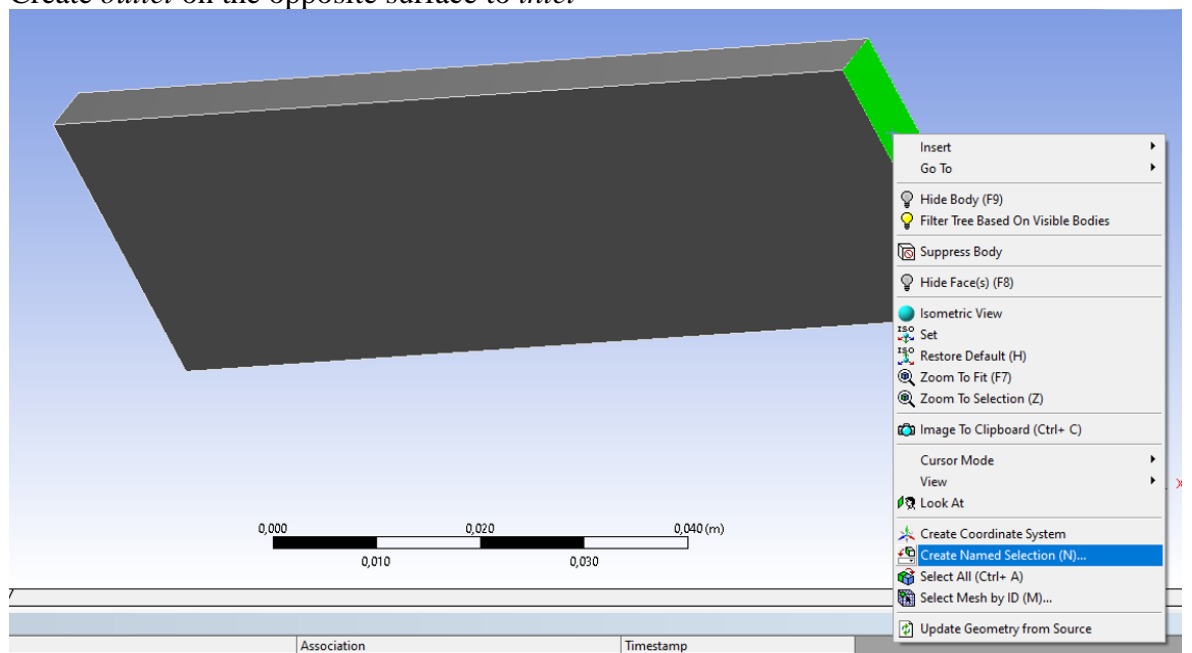 Create outlet on the opposite surface to inlet
Insert
Go To
Hide Body (F9)
Filter Tree Based On Visible Bodies
Suppress Body
Hide Face(s) (F8)
Isometric View
ISO Set
ISO Restore Default (H)
Zoom To Fit (F7)
Zoom To Selection (Z)
Image To Clipboard (Ctrl+ C)
Cursor Mode
View
Look At
Create Coordinate System
Create Named Selection (N)...
Select All (Ctrl+ A)
Select Mesh by ID (M)...
Update Geometry from Source
0,000 0,020 0,040 (m)
0,010 0,030
Association Timestamp